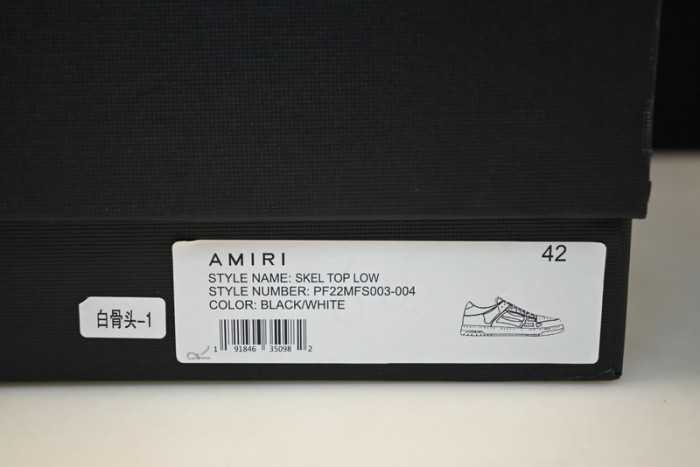 AMIRI
42
STYLE NAME: SKEL TOP LOW
STYLE NUMBER: PF22MFS003-004
COLOR: BLACK/WHITE
白骨头-1
1 91846 35098 2